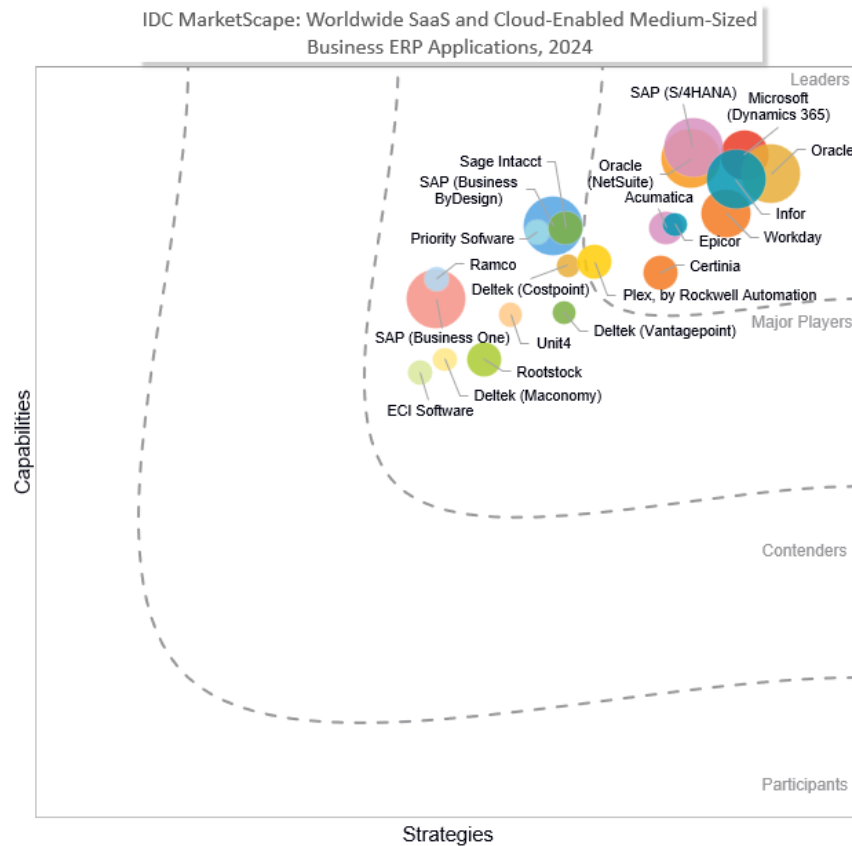 IDC MarketScape: Worldwide SaaS and Cloud-Enabled Medium-Sized
Business ERP Applications, 2024
Leaders
SAP (S/4HANA)
Microsoft
(Dynamics 365)
Oracle
Sage Intacct
Oracle
(NetSuite)
SAP (Business
ByDesign)
Acumatica
Infor
Priority Sofware
Epicor
Workday
Ramco
Certinia
Deltek (Costpoint)
Plex, by Rockwell Automation
Major Players
SAP (Business One)
Unit4
Deltek (Vantagepoint)
Rootstock
Deltek (Maconomy)
ECI Software
Capabilities
Contenders
Participants
Strategies